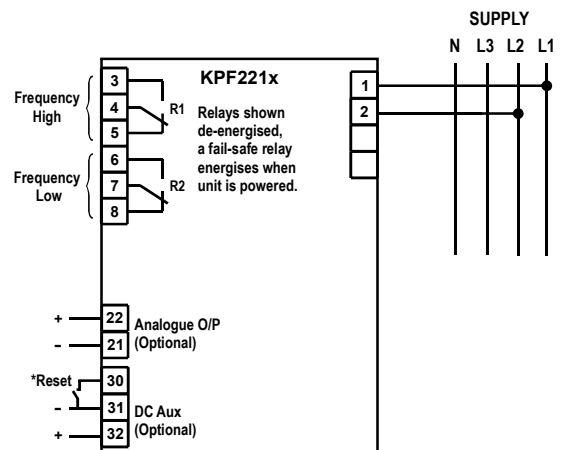 SUPPLY
N L3 L2 L1
KPF221x
Frequency
High
3
4
5
R1
Relays shown
de-energised,
a fail-safe relay
energises when
unit is powered.
1
2
Frequency
Low
6
7
8
R2
+ 22
- 21
Analogue O/P
(Optional)
*Reset 30
- 31
+ 32
DC Aux
(Optional)